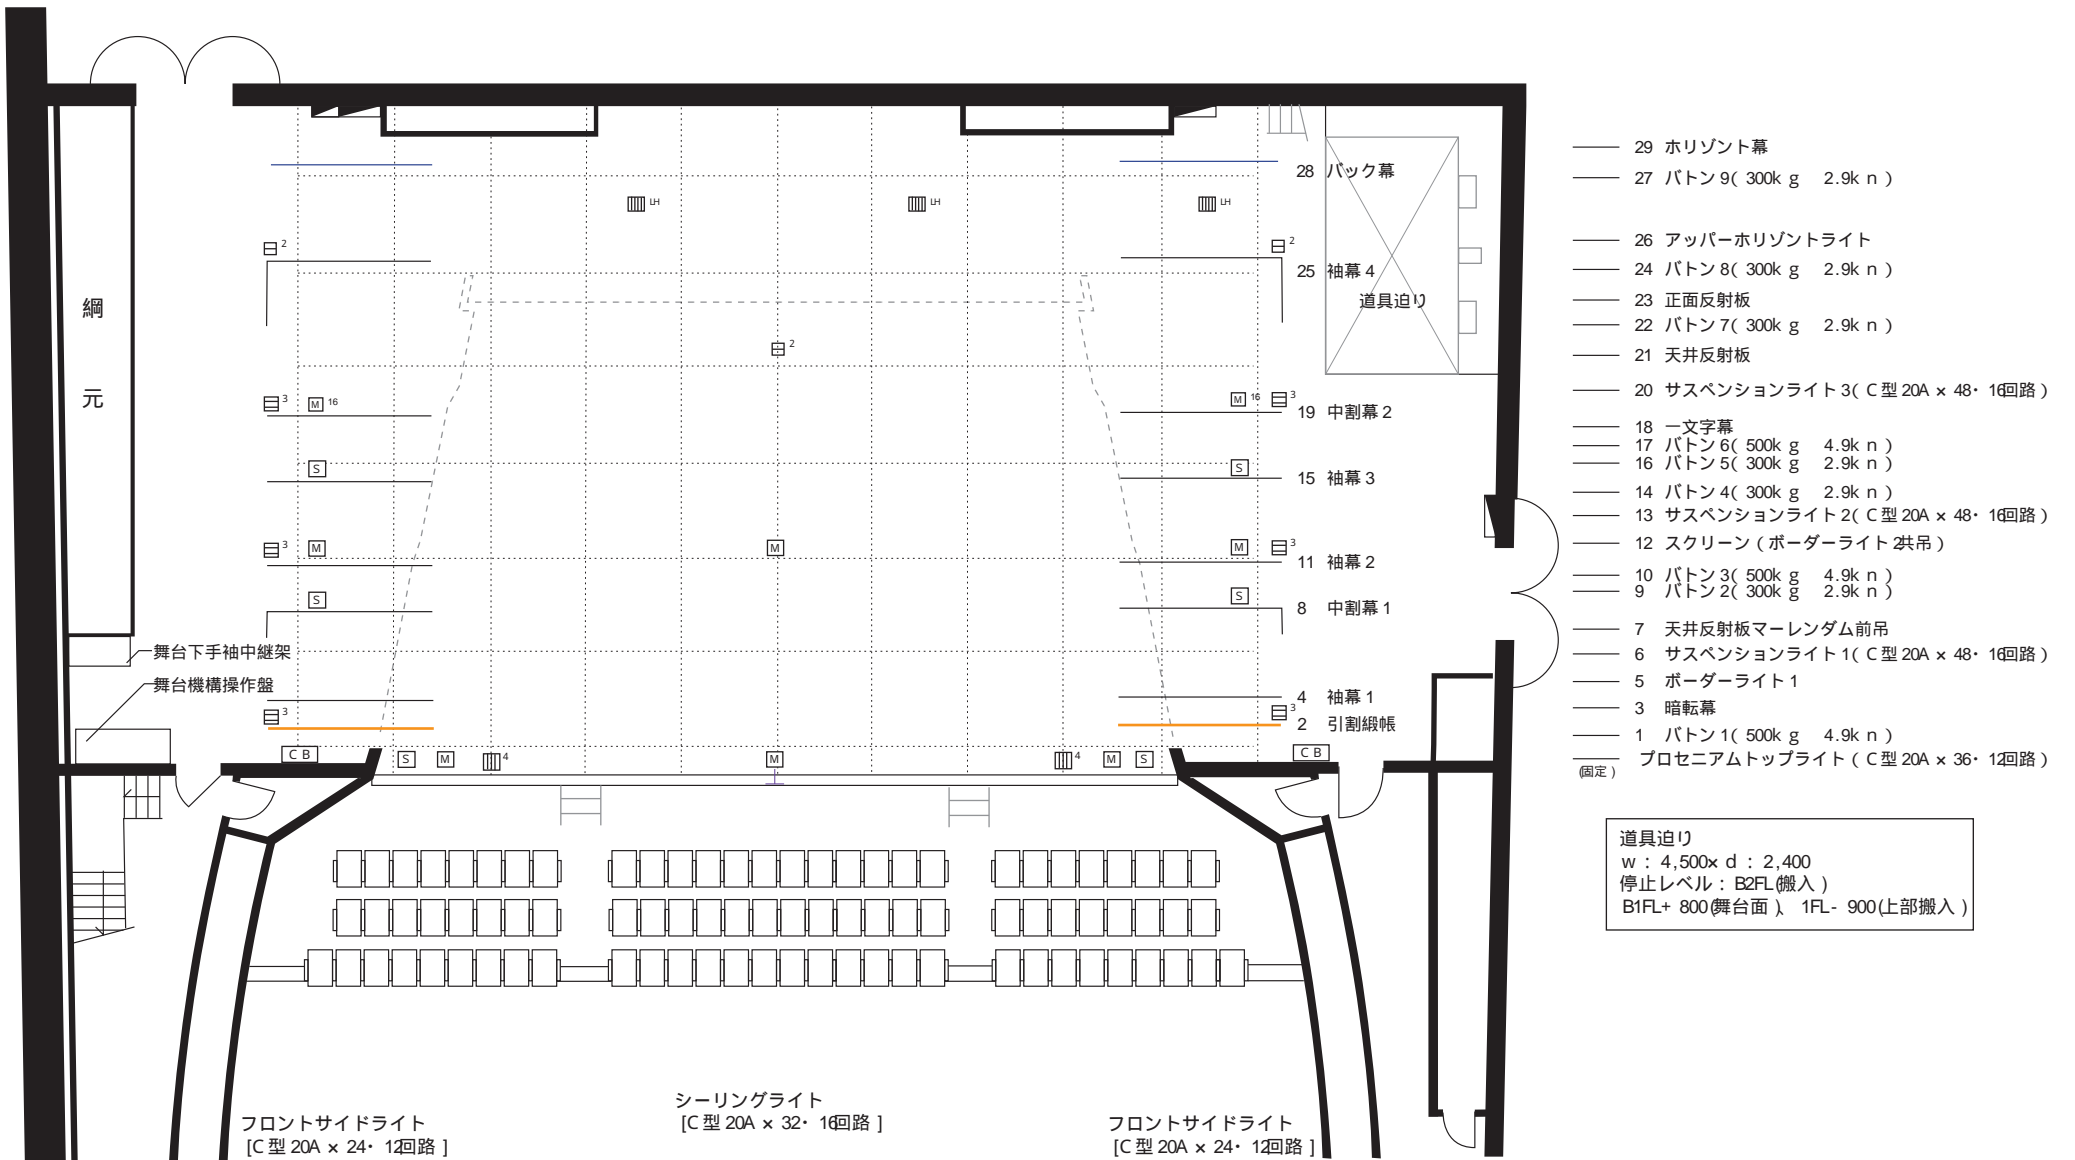 29 ホリゾント幕
28 バック幕
27 バトン9( 300kg 2.9kn )
LH
LH
LH
26 アッパーホリゾントライト
2
2
25 袖幕4
24 バトン8( 300kg 2.9kn )
綱元
道具迫り
23 正面反射板
22 バトン7( 300kg 2.9kn )
2
21 天井反射板
20 サスペンションライト3( C型20A × 48・16回路 )
3
M 16
M 16
3
19 中割幕2
18 一文字幕
17 バトン6( 500kg 4.9kn )
16 バトン5( 300kg 2.9kn )
S
S
15 袖幕3
14 バトン4( 300kg 2.9kn )
13 サスペンションライト2( C型20A × 48・16回路 )
12 スクリーン ( ボーダーライト2共吊 )
3
M
M
M
3
11 袖幕2
10 バトン3( 500kg 4.9kn )
9 バトン2( 300kg 2.9kn )
S
S
8 中割幕1
7 天井反射板マーレンダム前吊
舞台下手袖中継架
6 サスペンションライト1( C型20A × 48・16回路 )
舞台機構操作盤
5 ボーダーライト1
4 袖幕1
3 暗転幕
3
3
2 引割緞帳
1 バトン1( 500kg 4.9kn )
CB
S
M
4
M
4
M
S
CB
プロセニアムトップライト ( C型20A × 36・12回路 )
(固定 )
道具迫り
w : 4,500× d : 2,400
停止レベル : B2FL(搬入 )
B1FL+ 800(舞台面 )、 1FL- 900(上部搬入 )
シーリングライト
[C型20A × 32・16回路 ]
フロントサイドライト
[C型20A × 24・12回路 ]
フロントサイドライト
[C型20A × 24・12回路 ]